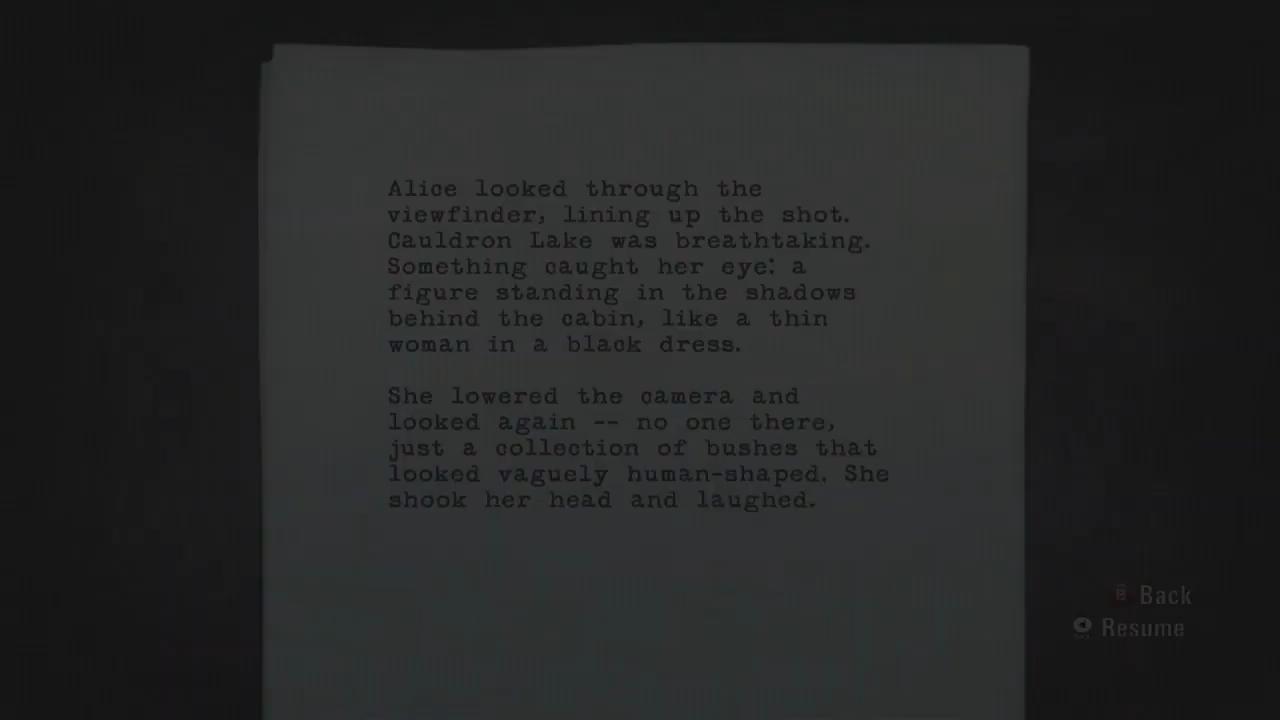 Alice looked through the
viewfinder, lining up the shot.
Cauldron Lake was breathtaking.
Something caught her eye: a
figure standing in the shadows
behind the cabin, like a thin
woman in a black dress.
She lowered the camera and
looked again -- no one there,
just a collection of bushes that
looked vaguely human-shaped. She
shook her head and laughed.
B Back
Resume